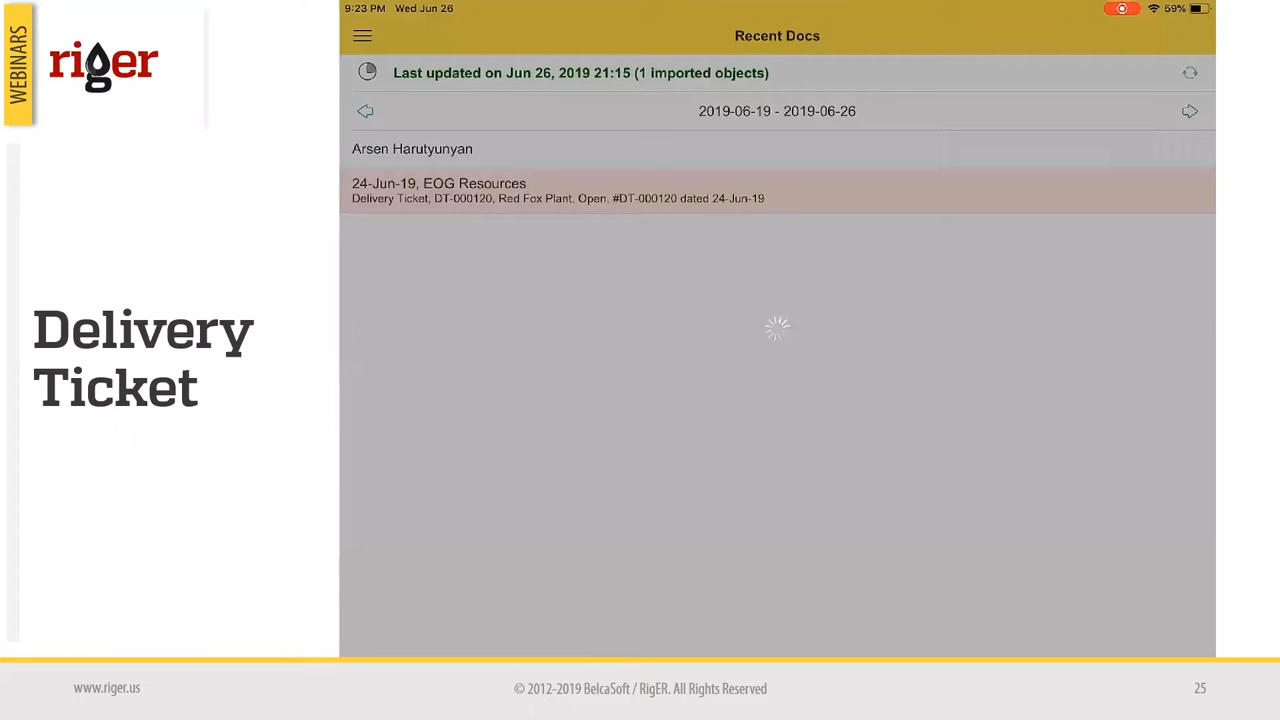 WEBINARS
riger
Delivery
Ticket
9:23 PM Wed Jun 26
59%
Recent Docs
Last updated on Jun 26, 2019 21:15 (1 imported objects)
2019-06-19 - 2019-06-26
Arsen Harutyunyan
24-Jun-19, EOG Resources
Delivery Ticket, DT-000120, Red Fox Plant, Open, #DT-000120 dated 24-Jun-19
www.riger.us
© 2012-2019 BelcaSoft / RigER. All Rights Reserved
25